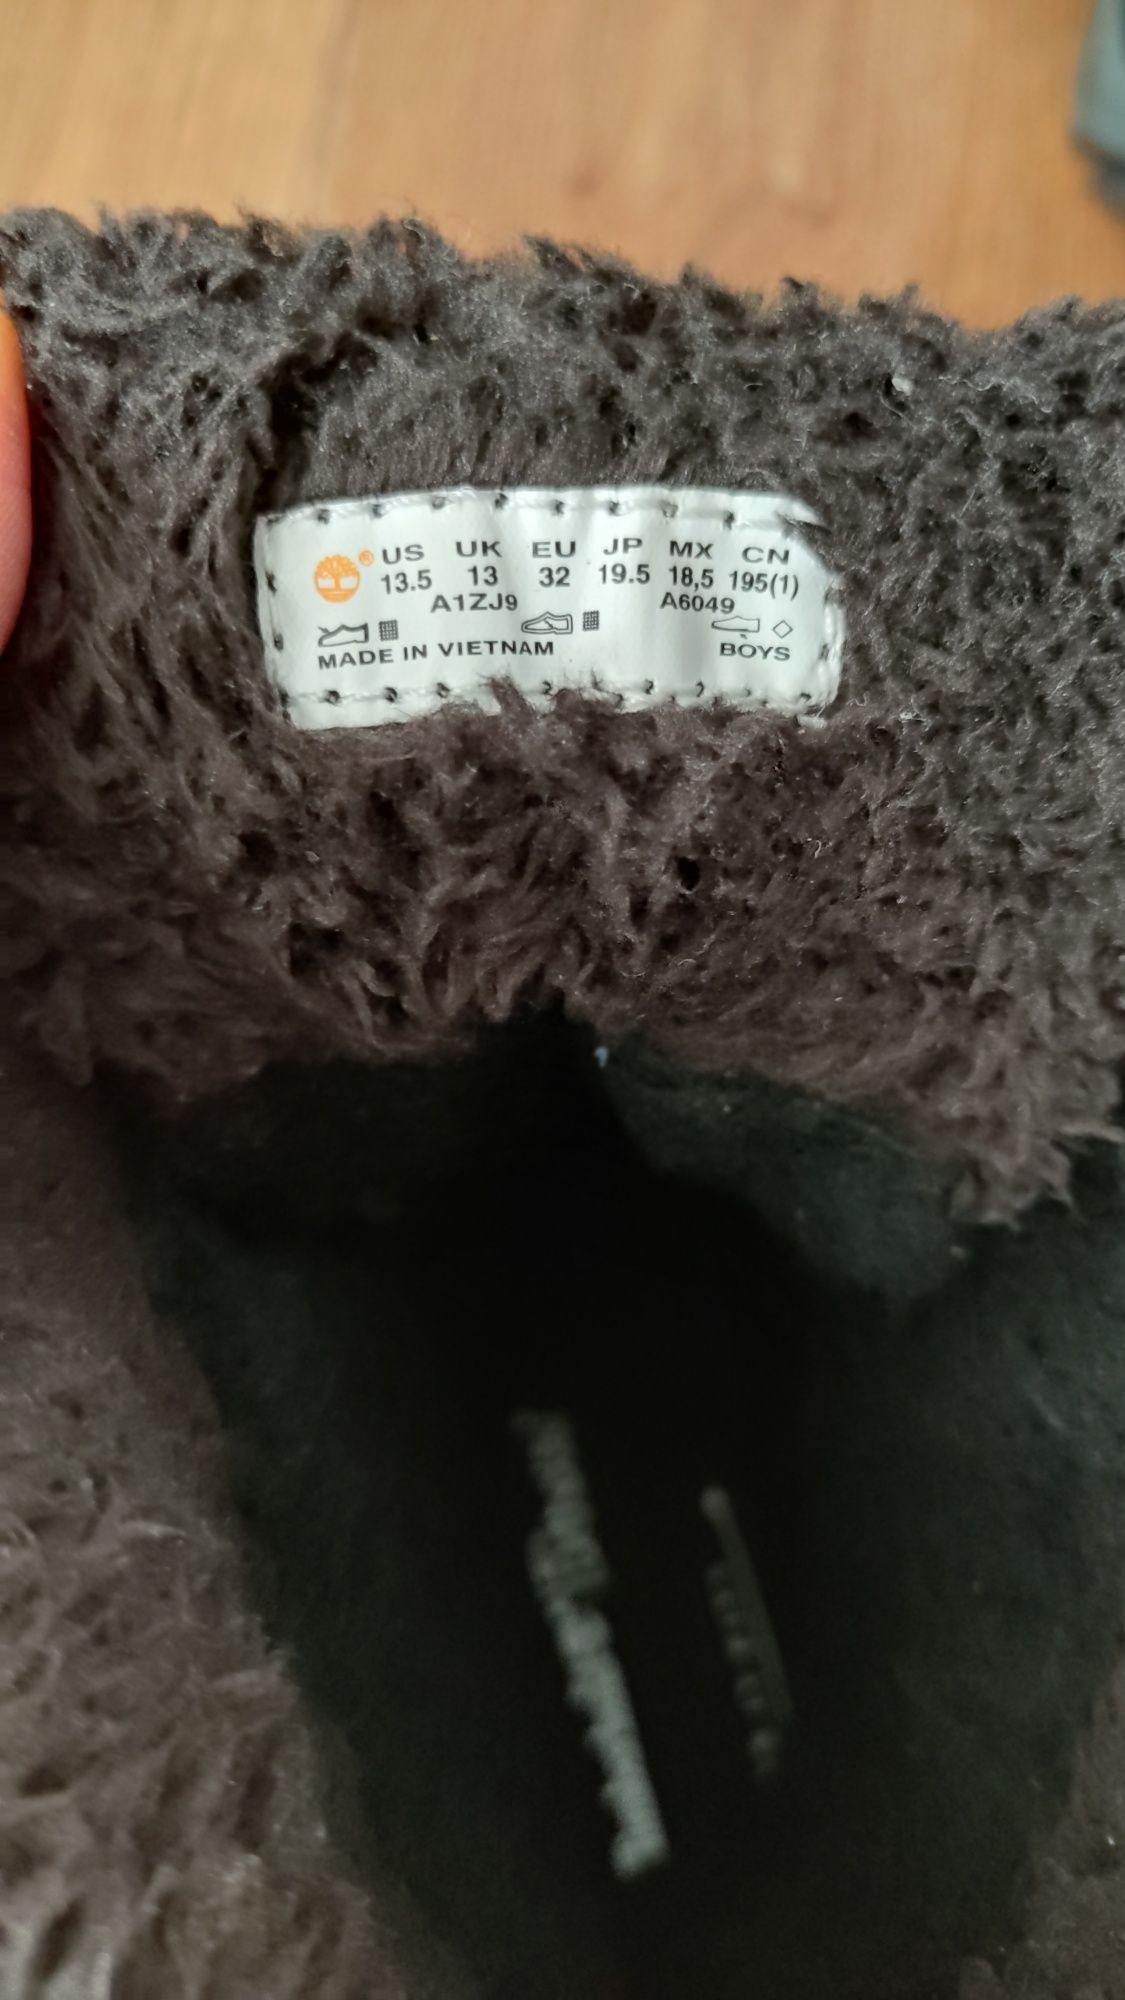 ® US UK EU JP MX CN
13.5 13 32 19.5 18,5 195(1)
A1ZJ9 A6049
MADE IN VIETNAM BOYS